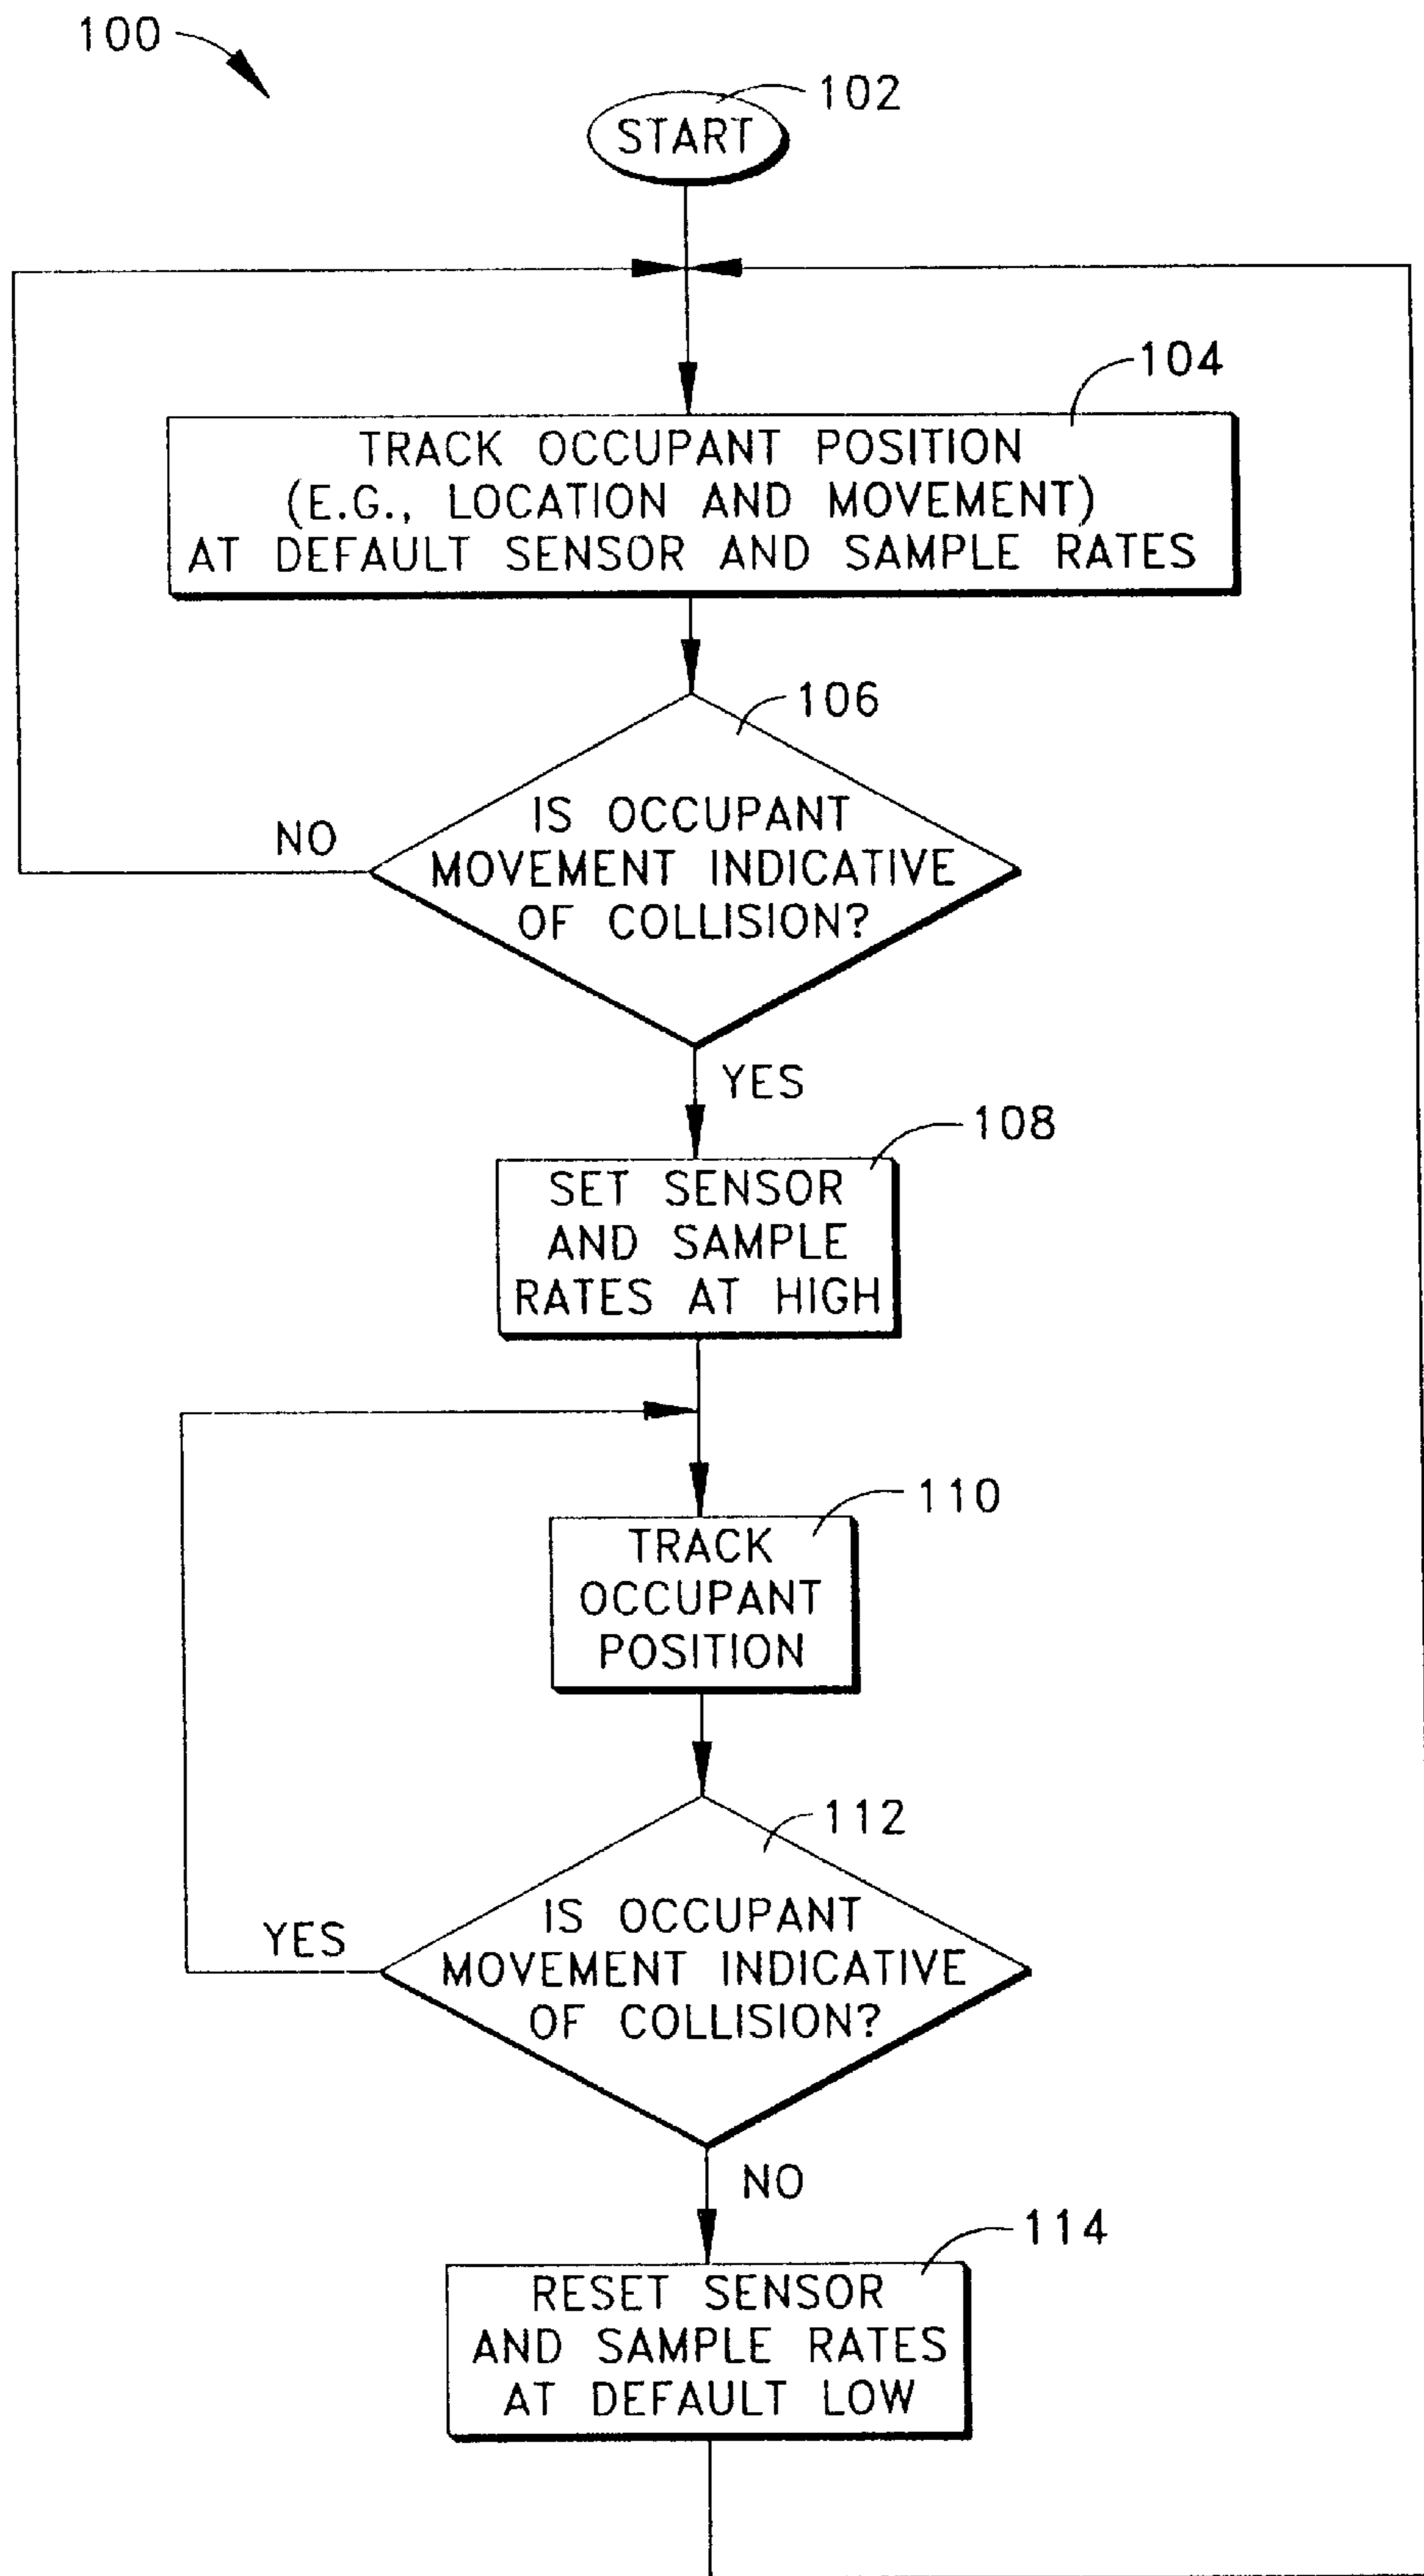 100
102
START
104
TRACK OCCUPANT POSITION
(E.G., LOCATION AND MOVEMENT)
AT DEFAULT SENSOR AND SAMPLE RATES
106
IS OCCUPANT
MOVEMENT INDICATIVE
OF COLLISION?
NO
YES
108
SET SENSOR
AND SAMPLE
RATES AT HIGH
110
TRACK
OCCUPANT
POSITION
112
IS OCCUPANT
MOVEMENT INDICATIVE
OF COLLISION?
YES
NO
114
RESET SENSOR
AND SAMPLE RATES
AT DEFAULT LOW